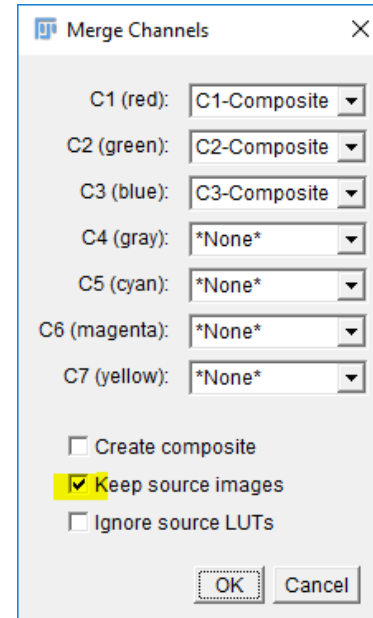 Merge Channels
C1 (red): C1-Composite
C2 (green): C2-Composite
C3 (blue): C3-Composite
C4 (gray): *None*
C5 (cyan): *None*
C6 (magenta): *None*
C7 (yellow): *None*
Create composite
Keep source images
Ignore source LUTs
OK Cancel